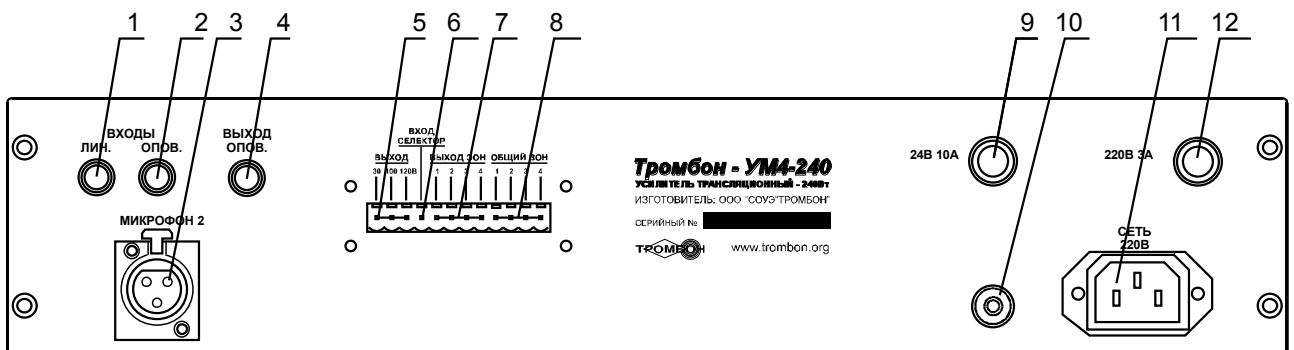 1 2 3 4 5 6 7 8 9 10 11 12
ВХОДЫ
ЛИН. ОПОВ.
ВЫХОД
ОПОВ.
МИКРОФОН 2
ВХОД
СЕЛЕКТОР
ВЫХОД ВЫХОД ЗОН ОБЩИЙ ЗОН
30 100 120В 1 2 3 4 1 2 3 4
Тромбон - УМ4-240
УСИЛИТЕЛЬ ТРАНСЛЯЦИОННЫЙ - 240Вт
ИЗГОТОВИТЕЛЬ: ООО "СОУЭ"ТРОМБОН"
СЕРИЙНЫЙ №
ТРОМБОН www.trombon.org
24В 10А
220В 3А
СЕТЬ
220В